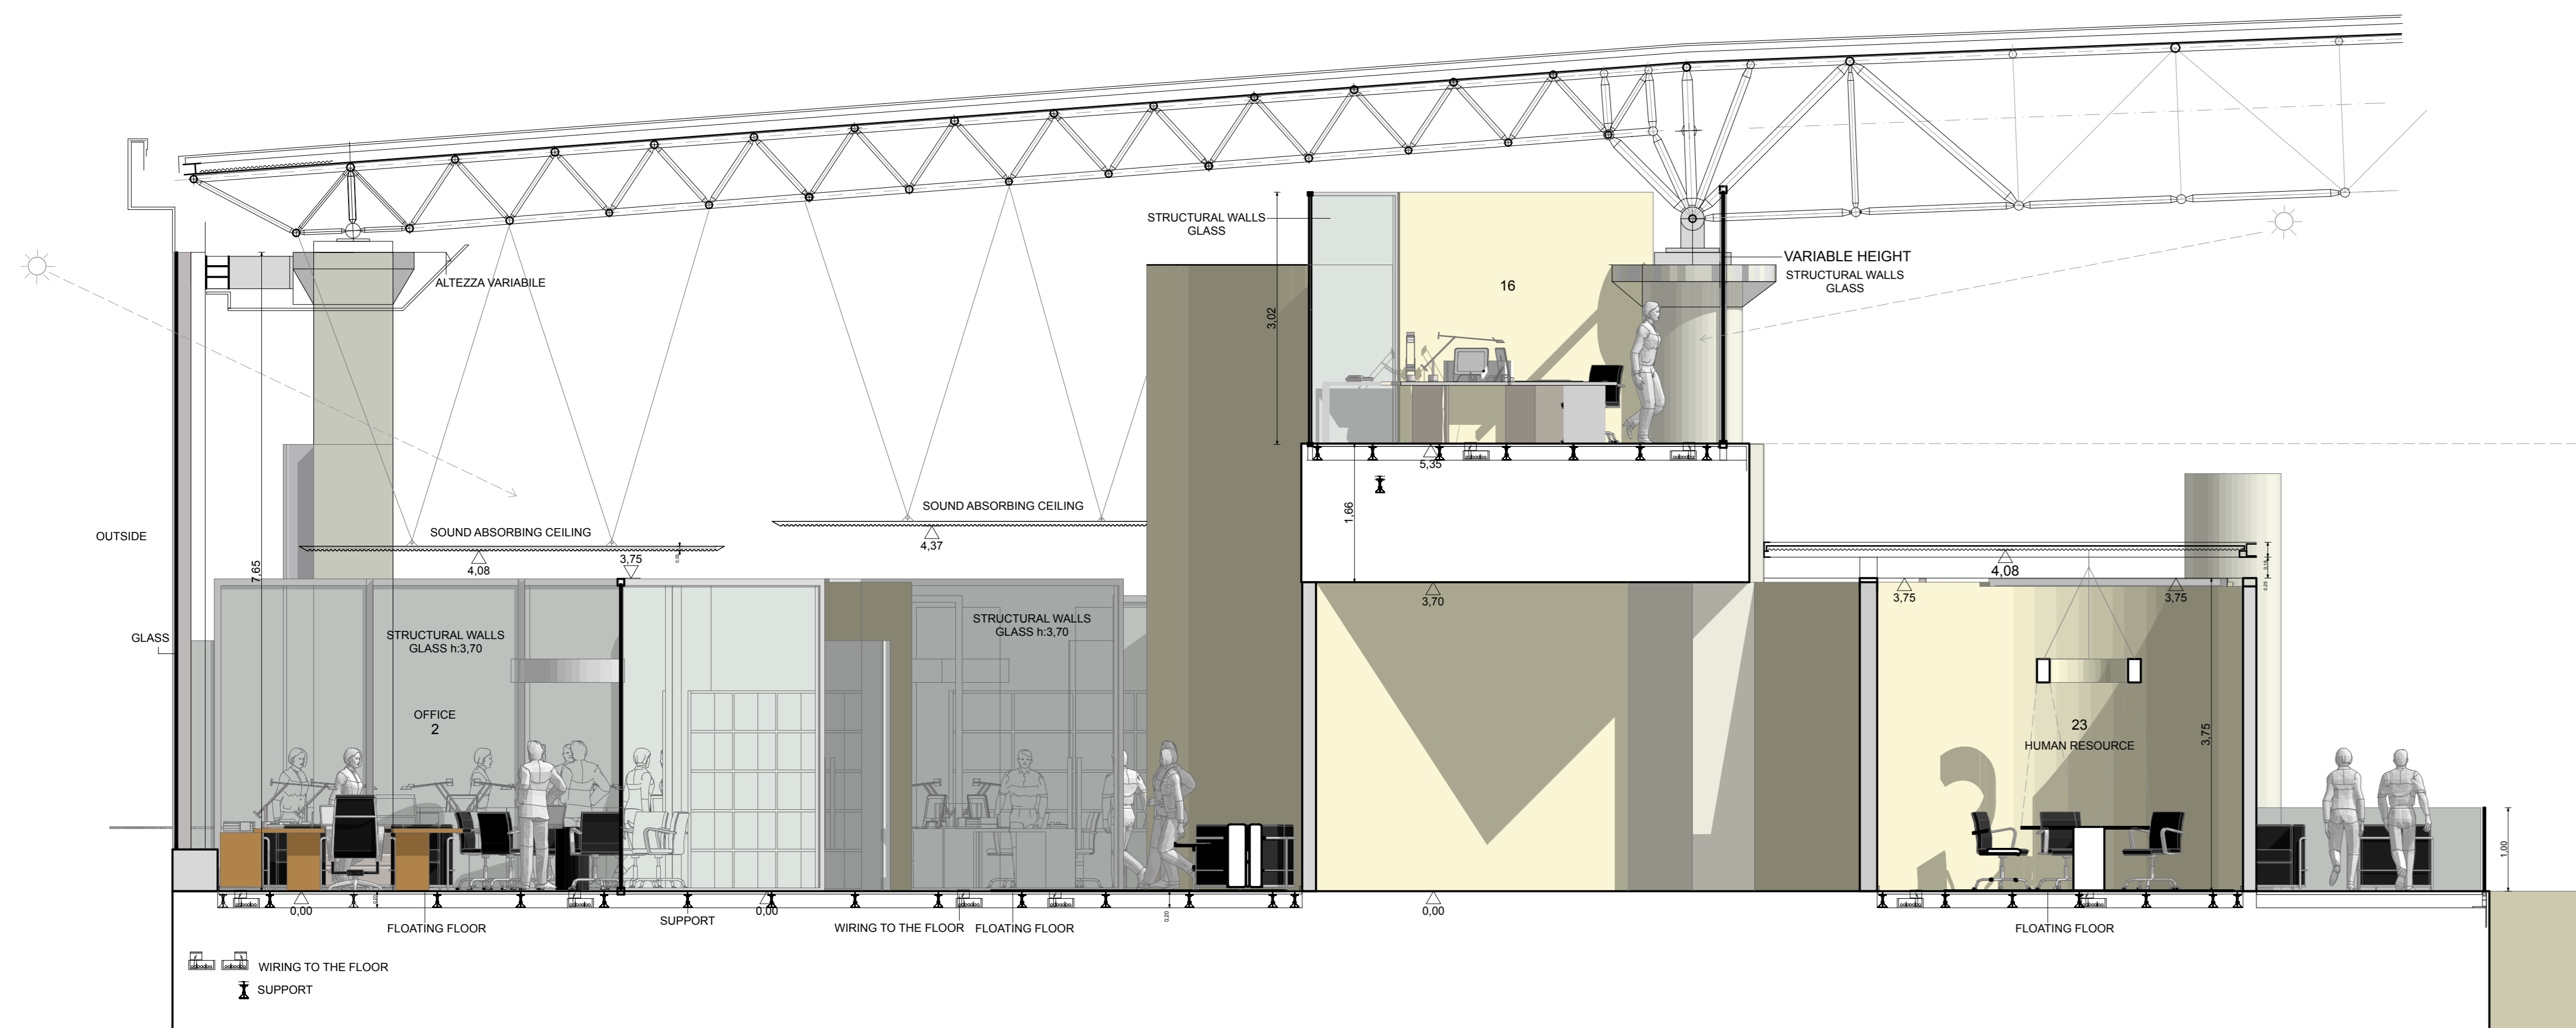 STRUCTURAL WALLS
GLASS
16
VARIABLE HEIGHT
STRUCTURAL WALLS
GLASS
ALTEZZA VARIABILE
3,02
5,35
1,66
SOUND ABSORBING CEILING
4,37
SOUND ABSORBING CEILING
4,08
3,75
OUTSIDE
7,65
4,08
3,70
3,75
3,75
GLASS
STRUCTURAL WALLS
GLASS h:3,70
STRUCTURAL WALLS
GLASS h:3,70
OFFICE
2
23
HUMAN RESOURCE
3,75
1,00
0,00
0,20
0,00
0,20
0,00
FLOATING FLOOR
SUPPORT
WIRING TO THE FLOOR
FLOATING FLOOR
FLOATING FLOOR
WIRING TO THE FLOOR
SUPPORT